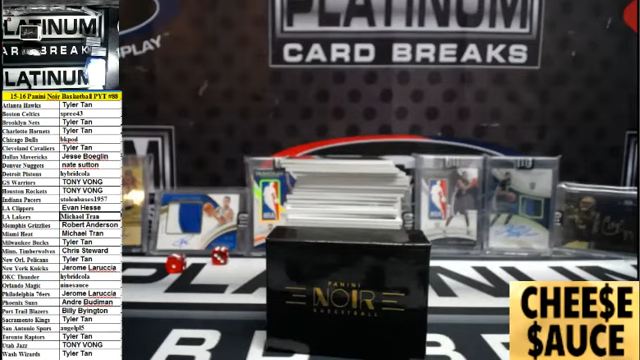 PLATINUM
CARD BREAKS
PLAY
PLATINUM
15-16 Panini Noir Basketball PYT #88
Atlanta Hawks Tyler Tan
Boston Celtics spree43
Brooklyn Nets Tyler Tan
Charlotte Hornets Tyler Tan
Chicago Bulls bkpod
Cleveland Cavaliers Tyler Tan
Dallas Mavericks Jesse Boeglin
Denver Nuggets nate sutton
Detroit Pistons hybridcola
GS Warriors TONY VONG
Houston Rockets TONY VONG
Indiana Pacers stolenbases1957
LA Clippers Evan Hesse
LA Lakers Michael Tran
Memphis Grizzlies Robert Anderson
Miami Heat Michael Tran
Milwaukee Bucks Tyler Tan
Minn. Timberwolves Chris Steward
New Orl. Pelicans Tyler Tan
New York Knicks Jerome Laruccia
OKC Thunder hybridcola
Orlando Magic ninesauce
Philadelphia 76ers Jerome Laruccia
Phoenix Suns Andre Budiman
Port Trail Blazers Billy Byington
Sacramento Kings Tyler Tan
San Antonio Spurs
Toronto Raptors Tyler Tan
Utah Jazz TONY VONG
Wash Wizards Tyler Tan
PANINI
NOIR
BASKETBALL
CHEE$E
$AUCE